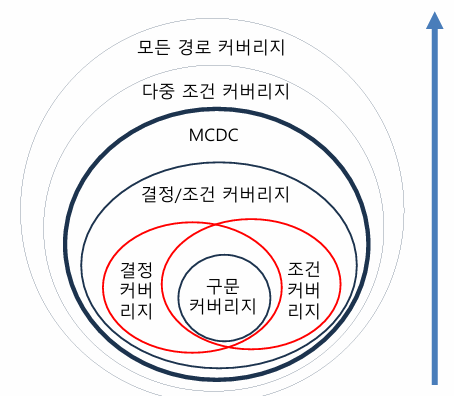 모든 경로 커버리지
다중 조건 커버리지
MCDC
결정/조건 커버리지
결정
커버
리지
구문
커버리지
조건
커버
리지